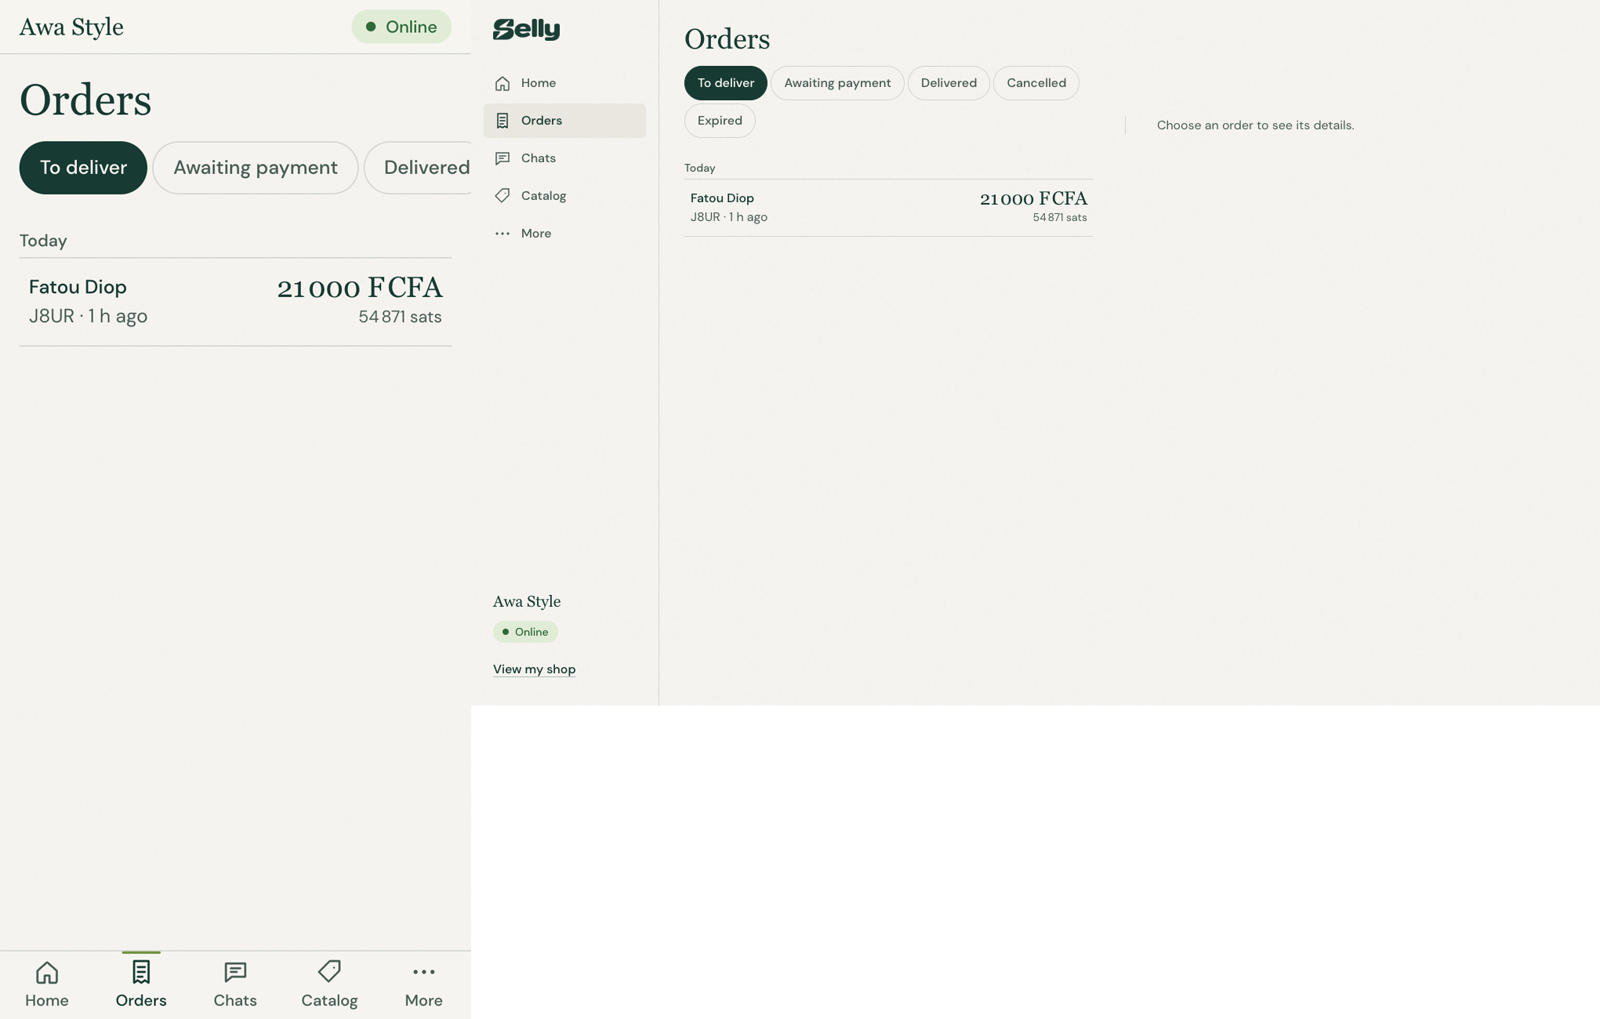 Awa Style
Online
Orders
To deliver
Awaiting payment
Delivered
Today
Fatou Diop
21 000 F CFA
J8UR · 1 h ago
54 871 sats
Home
Orders
Chats
Catalog
More
Selly
Home
Orders
Chats
Catalog
More
Awa Style
Online
View my shop
Orders
To deliver
Awaiting payment
Delivered
Cancelled
Expired
Today
Fatou Diop
21 000 F CFA
J8UR · 1 h ago
54 871 sats
Choose an order to see its details.